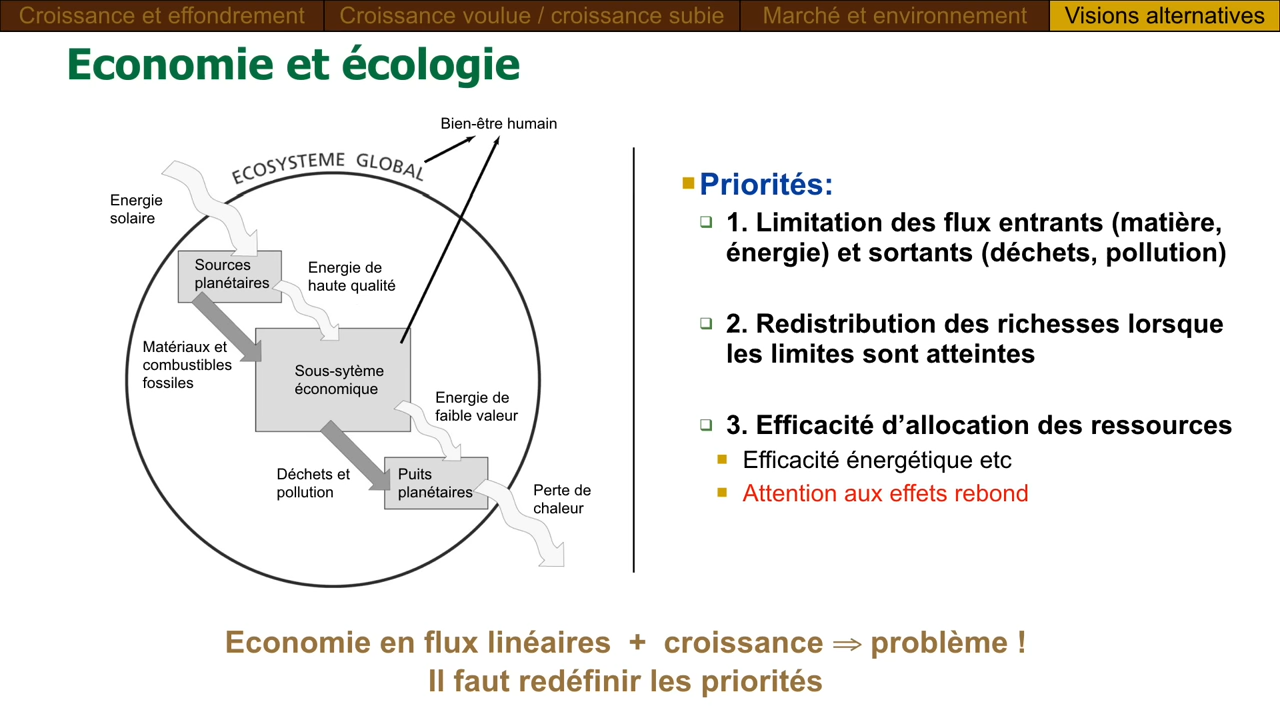 Croissance et effondrement
Croissance voulue / croissance subie
Marché et environnement
Visions alternatives
Economie et écologie
Bien-être humain
ECOSYSTEME GLOBAL
Energie
solaire
Sources
planétaires
Energie de
haute qualité
Matériaux et
combustibles
fossiles
Sous-sytème
économique
Energie de
faible valeur
Déchets et
pollution
Puits
planétaires
Perte de
chaleur
Priorités:
1. Limitation des flux entrants (matière,
énergie) et sortants (déchets, pollution)
2. Redistribution des richesses lorsque
les limites sont atteintes
3. Efficacité d’allocation des ressources
Efficacité énergétique etc
Attention aux effets rebond
Economie en flux linéaires + croissance ⇒ problème !
Il faut redéfinir les priorités